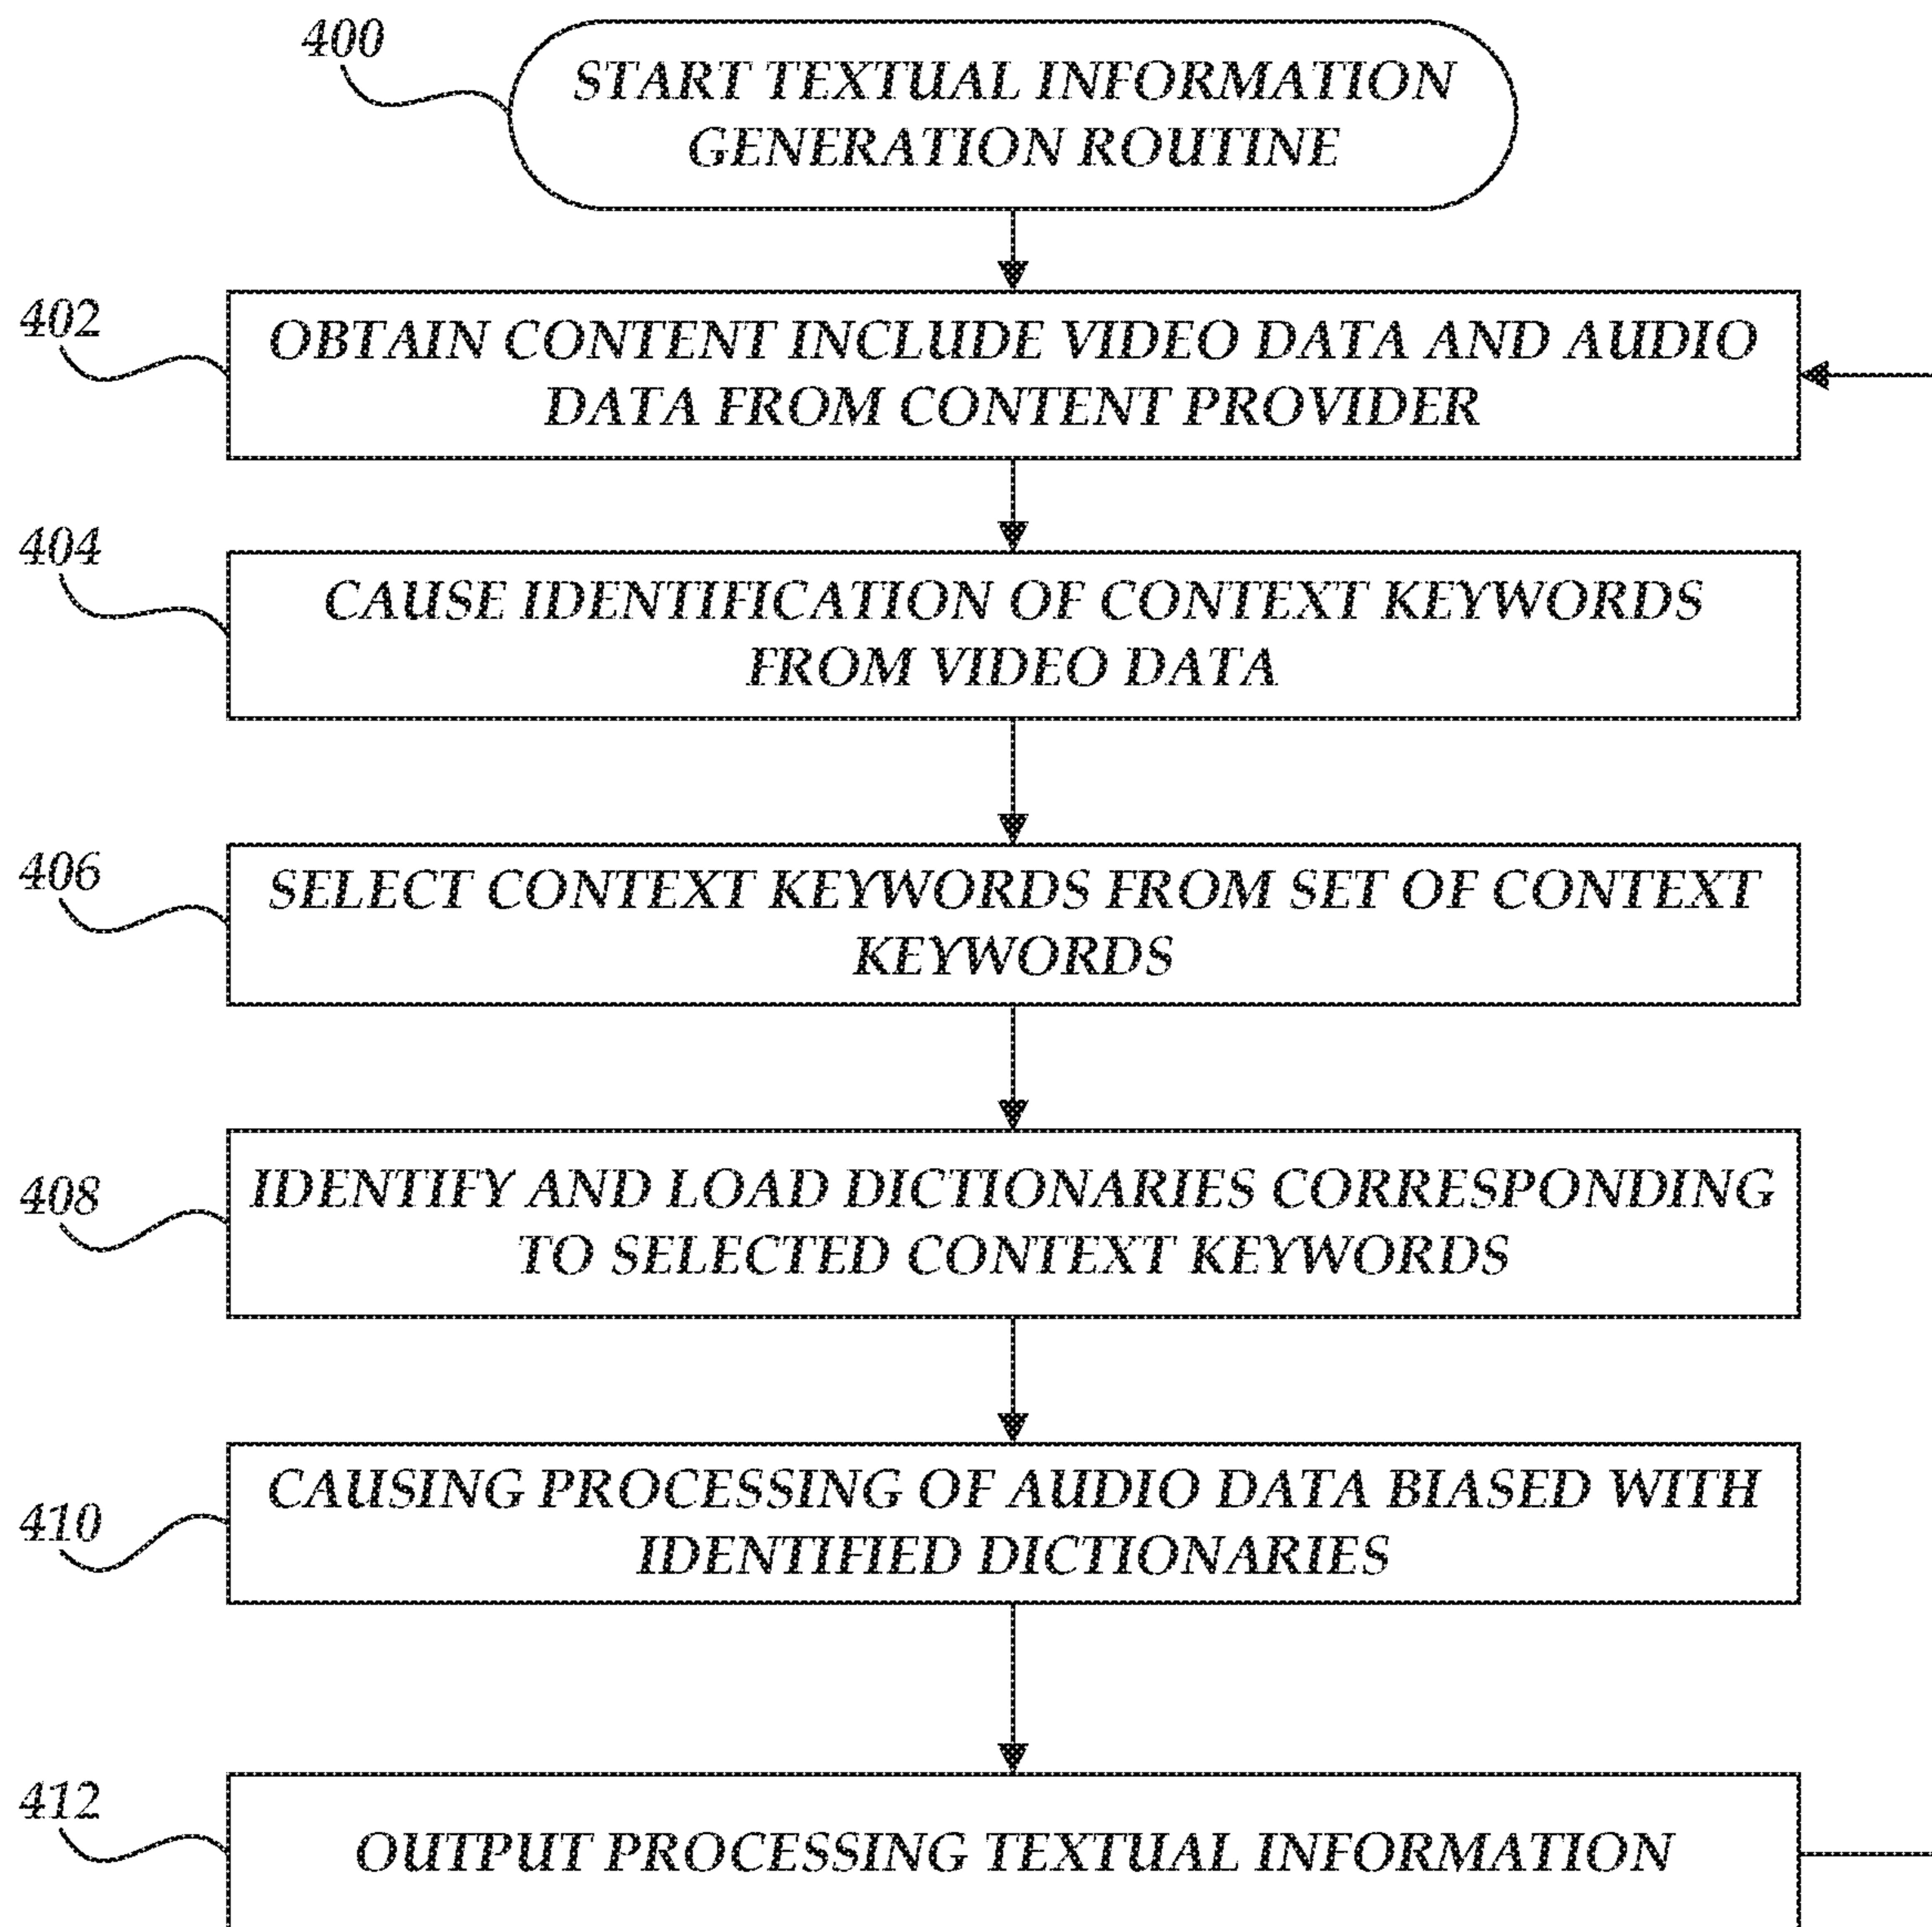 400
START TEXTUAL INFORMATION
GENERATION ROUTINE
402
OBTAIN CONTENT INCLUDE VIDEO DATA AND AUDIO
DATA FROM CONTENT PROVIDER
404
CAUSE IDENTIFICATION OF CONTEXT KEYWORDS
FROM VIDEO DATA
406
SELECT CONTEXT KEYWORDS FROM SET OF CONTEXT
KEYWORDS
408
IDENTIFY AND LOAD DICTIONARIES CORRESPONDING
TO SELECTED CONTEXT KEYWORDS
410
CAUSING PROCESSING OF AUDIO DATA BIASED WITH
IDENTIFIED DICTIONARIES
412
OUTPUT PROCESSING TEXTUAL INFORMATION